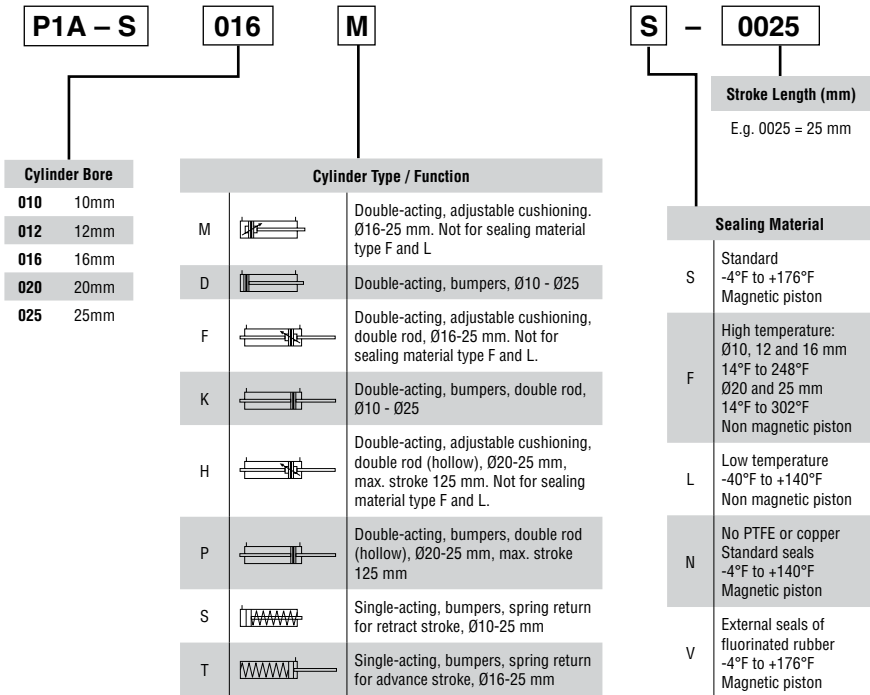 P1A – S 016 M S – 0025
Stroke Length (mm)
E.g. 0025 = 25 mm
Cylinder Bore
010 10mm
012 12mm
016 16mm
020 20mm
025 25mm
Cylinder Type / Function
M Double-acting, adjustable cushioning.
Ø16-25 mm. Not for sealing material
type F and L
D Double-acting, bumpers, Ø10 - Ø25
F Double-acting, adjustable cushioning,
double rod, Ø16-25 mm. Not for
sealing material type F and L.
K Double-acting, bumpers, double rod,
Ø10 - Ø25
H Double-acting, adjustable cushioning,
double rod (hollow), Ø20-25 mm,
max. stroke 125 mm. Not for sealing
material type F and L.
P Double-acting, bumpers, double rod
(hollow), Ø20-25 mm, max. stroke
125 mm
S Single-acting, bumpers, spring return
for retract stroke, Ø10-25 mm
T Single-acting, bumpers, spring return
for advance stroke, Ø16-25 mm
Sealing Material
S Standard
-4°F to +176°F
Magnetic piston
F High temperature:
Ø10, 12 and 16 mm
14°F to 248°F
Ø20 and 25 mm
14°F to 302°F
Non magnetic piston
L Low temperature
-40°F to +140°F
Non magnetic piston
N No PTFE or copper
Standard seals
-4°F to +140°F
Magnetic piston
V External seals of
fluorinated rubber
-4°F to +176°F
Magnetic piston